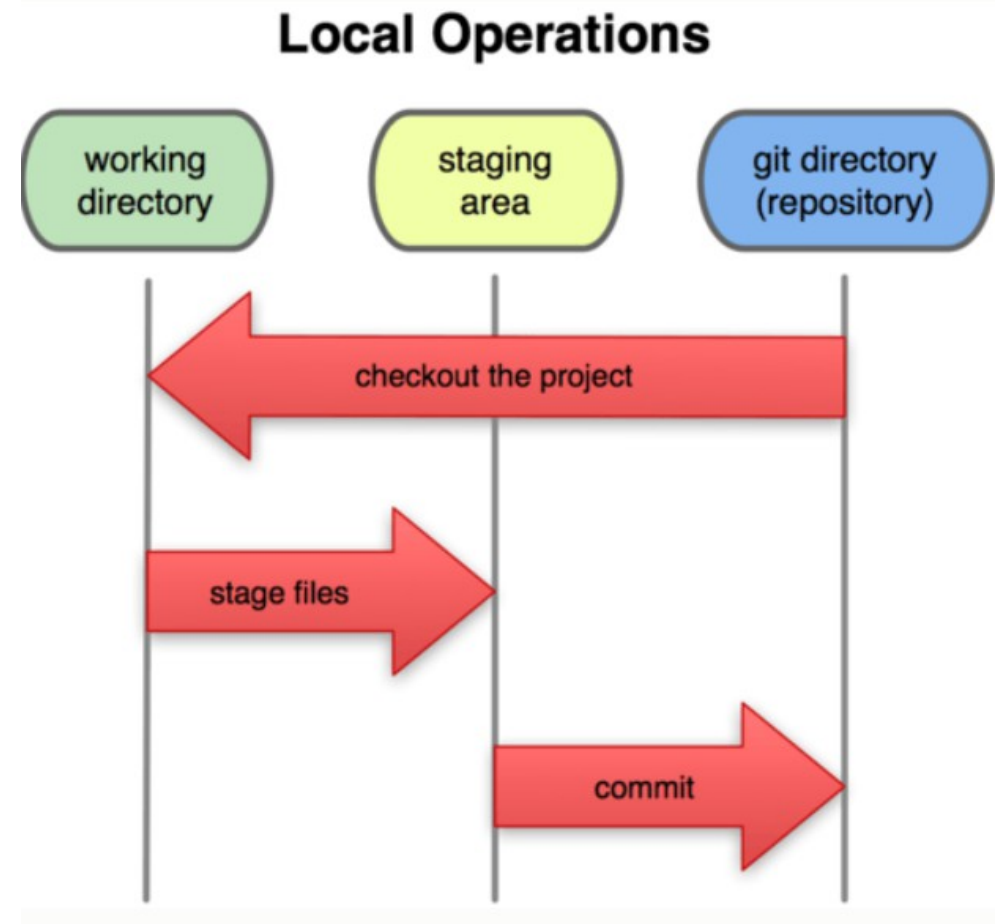 Local Operations
working
directory
staging
area
git directory
(repository)
checkout the project
stage files
commit